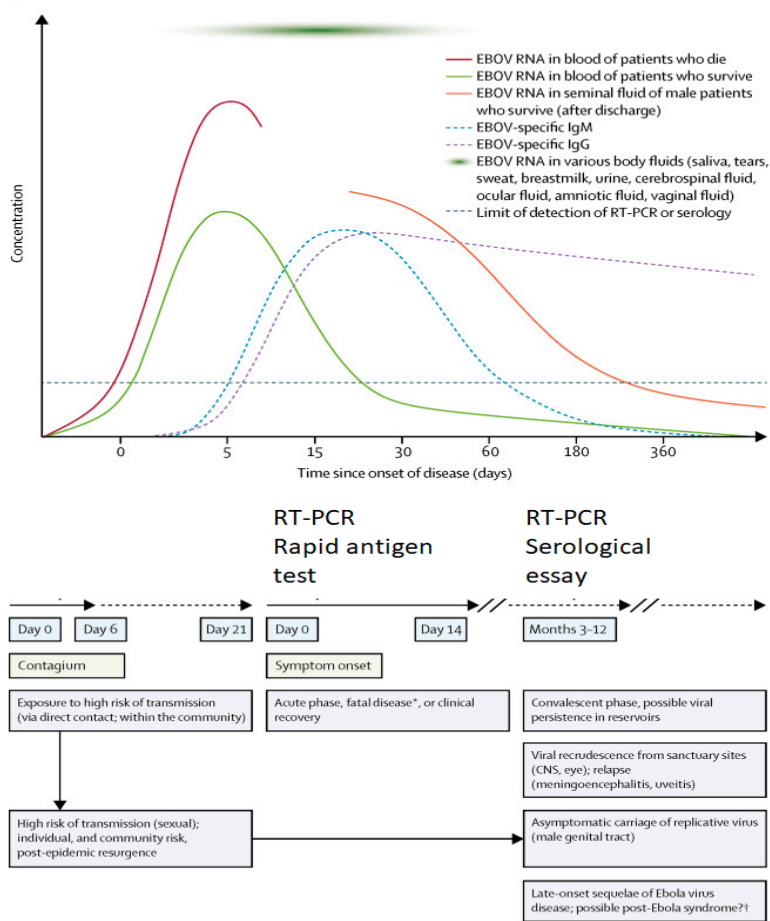 EBOV RNA in blood of patients who die
EBOV RNA in blood of patients who survive
EBOV RNA in seminal fluid of male patients
who survive (after discharge)
EBOV-specific IgM
EBOV-specific IgG
EBOV RNA in various body fluids (saliva, tears,
sweat, breastmilk, urine, cerebrospinal fluid,
ocular fluid, amniotic fluid, vaginal fluid)
Limit of detection of RT-PCR or serology
Concentration
0 5 15 30 60 180 360
Time since onset of disease (days)
RT-PCR
Rapid antigen
test
RT-PCR
Serological
essay
Day 0 Day 6 Day 21 Day 0 Day 14 Months 3–12
Contagium
Symptom onset
Exposure to high risk of transmission
(via direct contact; within the community)
Acute phase, fatal disease*, or clinical
recovery
Convalescent phase, possible viral
persistence in reservoirs
Viral recrudescence from sanctuary sites
(CNS, eye); relapse
(meningoencephalitis, uveitis)
High risk of transmission (sexual);
individual, and community risk,
post-epidemic resurgence
Asymptomatic carriage of replicative virus
(male genital tract)
Late-onset sequelae of Ebola virus
disease; possible post-Ebola syndrome?†